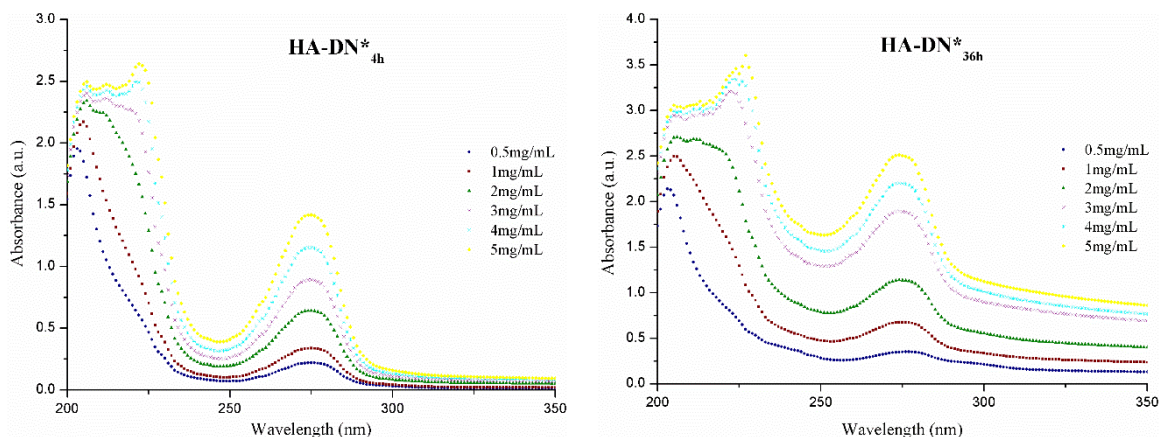 HA-DN*4h
Absorbance (a.u.)
3.0
2.5
2.0
1.5
1.0
0.5
0.0
0.5mg/mL
1mg/mL
2mg/mL
3mg/mL
4mg/mL
5mg/mL
200
250
300
350
Wavelength (nm)
HA-DN*36h
Absorbance (a.u.)
4.0
3.5
3.0
2.5
2.0
1.5
1.0
0.5
0.0
0.5mg/mL
1mg/mL
2mg/mL
3mg/mL
4mg/mL
5mg/mL
200
250
300
350
Wavelength (nm)